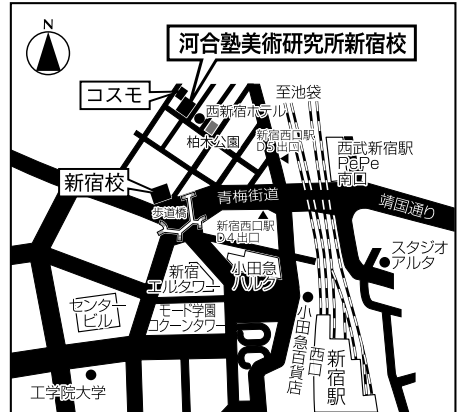 N
河合塾美術研究所新宿校
コスモ
至池袋
西新宿ホテル
柏木公園
新宿西口駅
D5出口
西武新宿駅
PePe
南口
新宿校
青梅街道
靖国通り
歩道橋
新宿西口駅
D4出口
スタジオ
アルタ
新宿
エルタワー
小田急
ハルク
センター
ビル
モード学園
コクーンタワー
小田急百貨店
西口
新宿駅
工学院大学